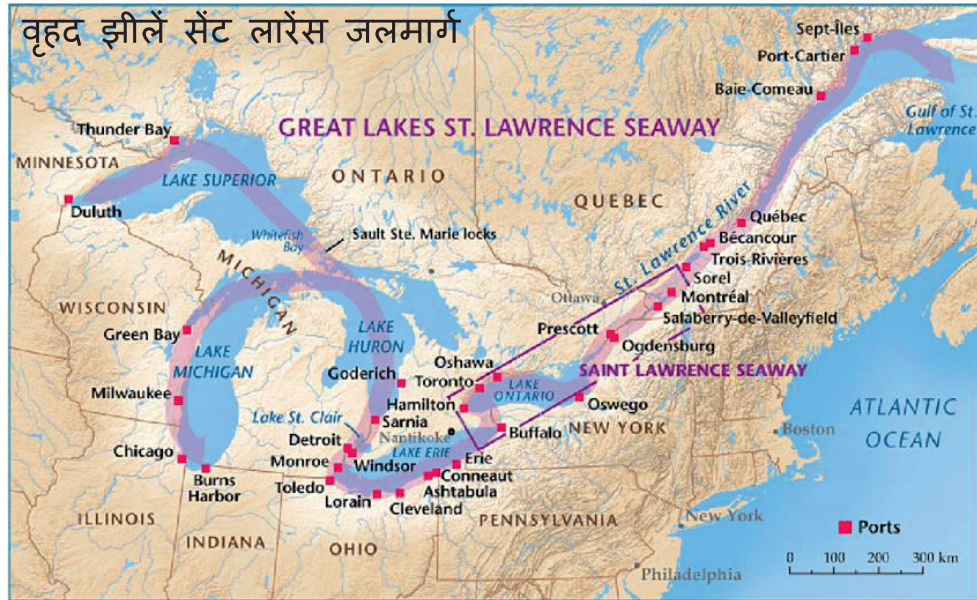 वृहद झीलें सेंट लारेंस जलमार्ग
Sept-Îles
Port-Cartier
Baie-Comeau
Gulf of St.
Lawrence
Thunder Bay
GREAT LAKES ST. LAWRENCE SEAWAY
MINNESOTA
LAKE SUPERIOR
ONTARIO
QUEBEC
Duluth
St. Lawrence River
Québec
Whitefish
Bay
Sault Ste. Marie locks
Bécancour
Trois-Rivières
MICHIGAN
Sorel
Ottawa
Montréal
WISCONSIN
Salaberry-de-Valleyfield
Green Bay
LAKE
HURON
Prescott
Ogdensburg
LAKE
MICHIGAN
Oshawa
SAINT LAWRENCE SEAWAY
Goderich
Toronto
LAKE
ONTARIO
Milwaukee
Hamilton
Oswego
ATLANTIC
OCEAN
Lake St. Clair
Sarnia
Nantikoke
Buffalo
NEW YORK
Boston
Detroit
LAKE ERIE
Chicago
Monroe
Windsor
Erie
Burns
Harbor
Toledo
Conneaut
Ashtabula
Lorain
Cleveland
ILLINOIS
PENNSYLVANIA
New York
Ports
INDIANA
OHIO
0 100 200 300 km
Philadelphia